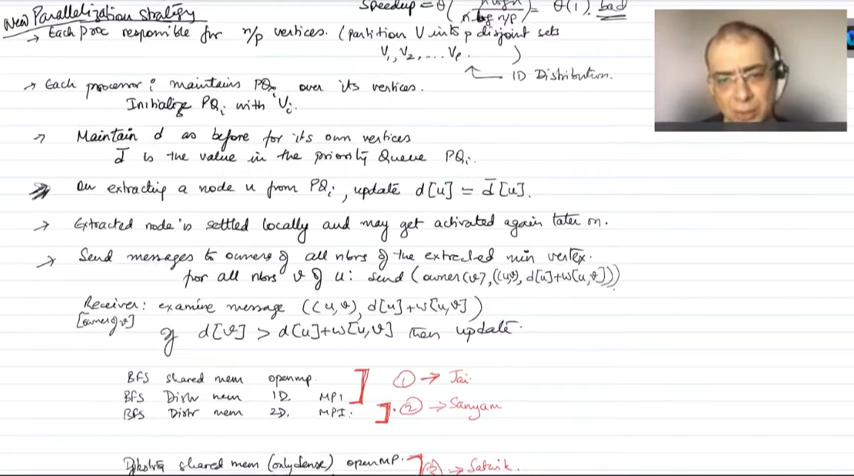 Speedup = θ( / n log n/p ) = θ(1) bad
New Parallelization Strategy
→ Each proc responsible for n/p vertices. (partition V into p disjoint sets
V₁, V₂, ... Vₚ. )
1D Distribution.
→ Each processor i maintains PQᵢ over its vertices.
Initialize PQᵢ with Vᵢ
→ Maintain d as before for its own vertices
d̄ is the value in the priority Queue PQᵢ.
→ On extracting a node u from PQᵢ, update d[u] = d̄[u].
→ Extracted node is settled locally and may get activated again later on.
→ Send messages to owners of all nbrs of the extracted min vertex.
for all nbrs v of u: send (owner(v), ((u,v), d[u]+w[u,v]))
Receiver: examine message ((u,v), d[u]+w[u,v])
[owner of v]
if d[v] > d[u]+w[u,v] then update.
BFS shared mem openmp. ① → Jai.
BFS Distr mem 1D. MPI
BFS Distr mem 2D. MPI. ② → Sanyam
Dijkstra shared mem (only dense) openMP. ③ → Satvik.